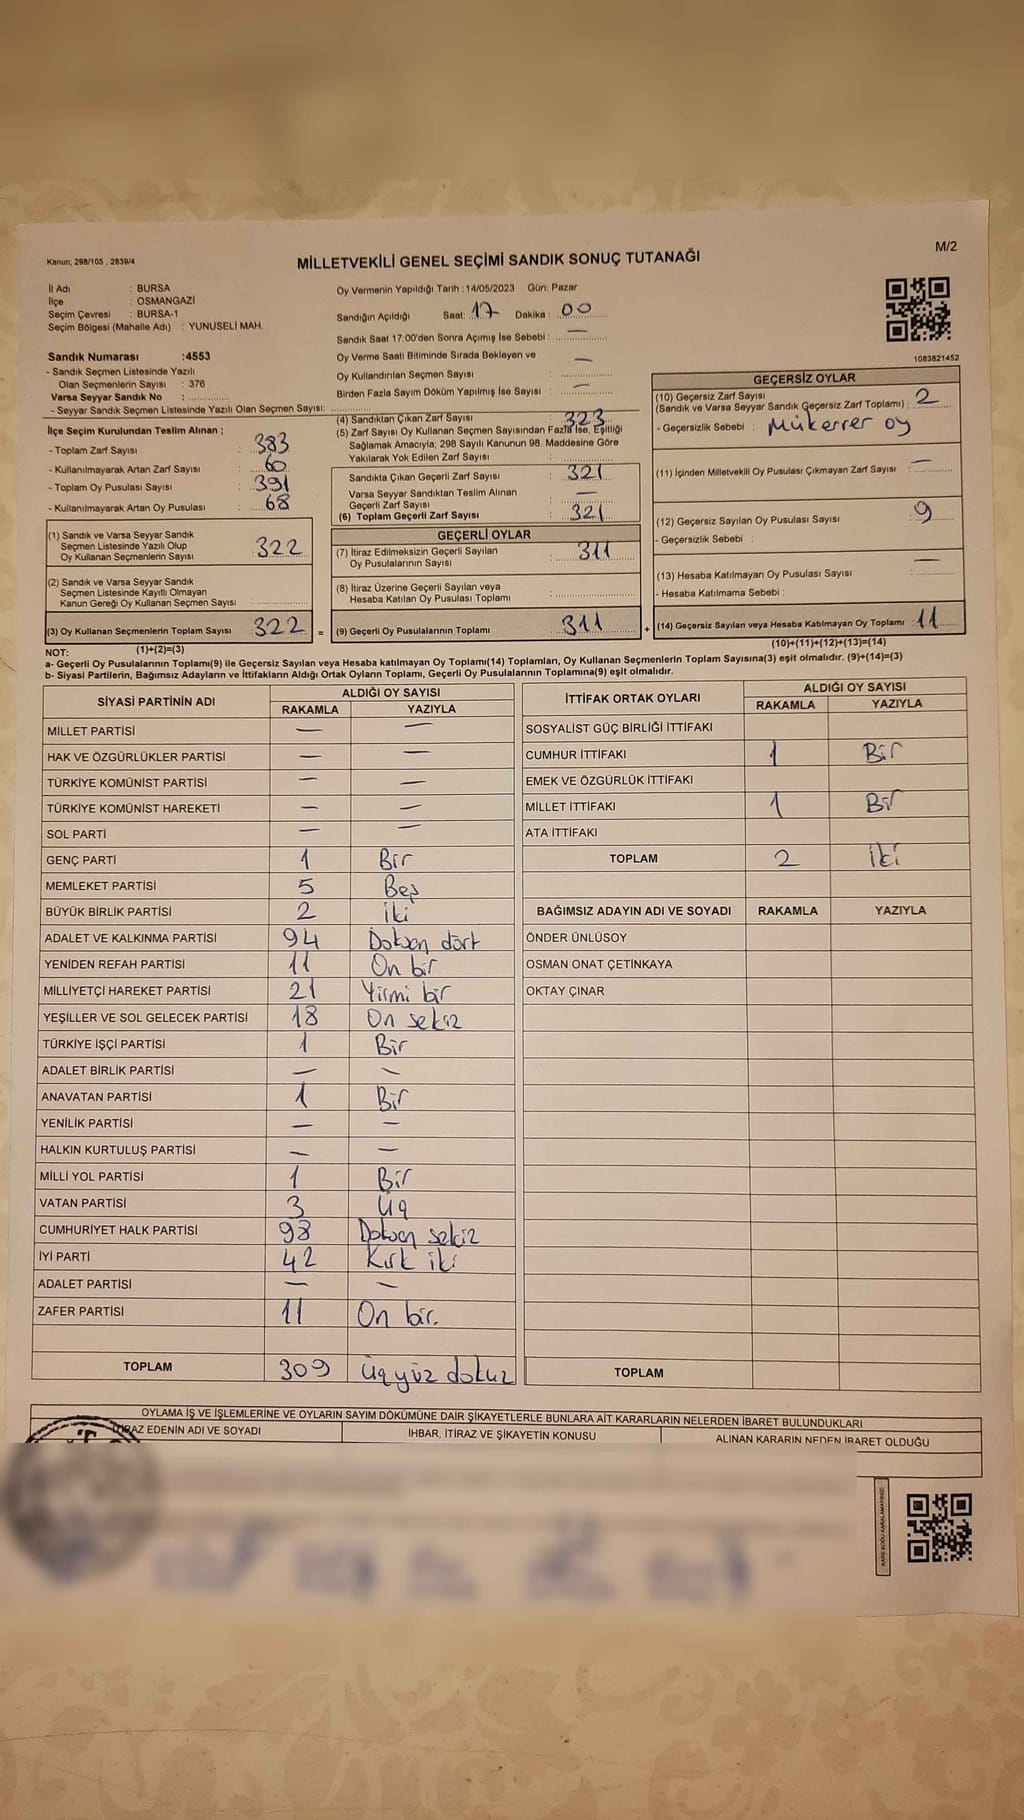 Kanun; 298/105 , 2839/4
MİLLETVEKİLİ GENEL SEÇİMİ SANDIK SONUÇ TUTANAĞI
M/2
İl Adı : BURSA
İlçe : OSMANGAZİ
Seçim Çevresi : BURSA-1
Seçim Bölgesi (Mahalle Adı) : YUNUSELİ MAH.
Sandık Numarası :4553
- Sandık Seçmen Listesinde Yazılı
Olan Seçmenlerin Sayısı : 376
Varsa Seyyar Sandık No :
- Seyyar Sandık Seçmen Listesinde Yazılı Olan Seçmen Sayısı:
İlçe Seçim Kurulundan Teslim Alınan ;
- Toplam Zarf Sayısı : 383
- Kullanılmayarak Artan Zarf Sayısı : 60
- Toplam Oy Pusulası Sayısı : 391
- Kullanılmayarak Artan Oy Pusulası : 68
(1) Sandık ve Varsa Seyyar Sandık
Seçmen Listesinde Yazılı Olup
Oy Kullanan Seçmenlerin Sayısı : 322
(2) Sandık ve Varsa Seyyar Sandık
Seçmen Listesinde Kayıtlı Olmayan
Kanun Gereği Oy Kullanan Seçmen Sayısı :
(3) Oy Kullanan Seçmenlerin Toplam Sayısı 322 =
Oy Vermenin Yapıldığı Tarih :14/05/2023 Gün: Pazar
Sandığın Açıldığı Saat: 17 Dakika : 00
Sandık Saat 17:00'den Sonra Açımış İse Sebebi : —
Oy Verme Saati Bitiminde Sırada Bekleyen ve
Oy Kullandırılan Seçmen Sayısı : —
Birden Fazla Sayım Döküm Yapılmış İse Sayısı : —
(4) Sandıktan Çıkan Zarf Sayısı : 323
(5) Zarf Sayısı Oy Kullanan Seçmen Sayısından Fazla İse, Eşitliği
Sağlamak Amacıyla; 298 Sayılı Kanunun 98. Maddesine Göre
Yakılarak Yok Edilen Zarf Sayısı :
Sandıkta Çıkan Geçerli Zarf Sayısı : 321
Varsa Seyyar Sandıktan Teslim Alınan
Geçerli Zarf Sayısı : —
(6) Toplam Geçerli Zarf Sayısı : 321
GEÇERLİ OYLAR
(7) İtiraz Edilmeksizin Geçerli Sayılan
Oy Pusulasının Sayısı : 311
(8) İtiraz Üzerine Geçerli Sayılan veya
Hesaba Katılan Oy Pusulası Toplamı :
(9) Geçerli Oy Pusulalarının Toplamı : 311 +
1083821452
GEÇERSİZ OYLAR
(10) Geçersiz Zarf Sayısı
(Sandık ve Varsa Seyyar Sandık Geçersiz Zarf Toplamı) : 2
- Geçersizlik Sebebi : Mükerrer oy
(11) İçinden Milletvekili Oy Pusulası Çıkmayan Zarf Sayısı : —
(12) Geçersiz Sayılan Oy Pusulası Sayısı : 9
- Geçersizlik Sebebi :
(13) Hesaba Katılmayan Oy Pusulası Sayısı : —
- Hesaba Katılmama Sebebi :
(14) Geçersiz Sayılan veya Hesaba Katılmayan Oy Toplamı : 11
NOT: (1)+(2)=(3)
(10)+(11)+(12)+(13)=(14)
a- Geçerli Oy Pusulalarının Toplamı(9) ile Geçersiz Sayılan veya Hesaba katılmayan Oy Toplamı(14) Toplamları, Oy Kullanan Seçmenlerin Toplam Sayısına(3) eşit olmalıdır. (9)+(14)=(3)
b- Siyasi Partilerin, Bağımsız Adayların ve İttifakların Aldığı Ortak Oyların Toplamı, Geçerli Oy Pusulalarının Toplamına(9) eşit olmalıdır.
SİYASİ PARTİNİN ADI ALDIĞI OY SAYISI
RAKAMLA YAZIYLA
MİLLET PARTİSİ — —
HAK VE ÖZGÜRLÜKLER PARTİSİ — —
TÜRKİYE KOMÜNİST PARTİSİ — —
TÜRKİYE KOMÜNİST HAREKETİ — —
SOL PARTİ — —
GENÇ PARTİ 1 Bir
MEMLEKET PARTİSİ 5 Beş
BÜYÜK BİRLİK PARTİSİ 2 İki
ADALET VE KALKINMA PARTİSİ 94 Doksan dört
YENİDEN REFAH PARTİSİ 11 On bir
MİLLİYETÇİ HAREKET PARTİSİ 21 Yirmi bir
YEŞİLLER VE SOL GELECEK PARTİSİ 18 On sekiz
TÜRKİYE İŞÇİ PARTİSİ 1 Bir
ADALET BİRLİK PARTİSİ — —
ANAVATAN PARTİSİ 1 Bir
YENİLİK PARTİSİ — —
HALKIN KURTULUŞ PARTİSİ — —
MİLLİ YOL PARTİSİ 1 Bir
VATAN PARTİSİ 3 Üç
CUMHURİYET HALK PARTİSİ 98 Doksan sekiz
İYİ PARTİ 42 Kırk iki
ADALET PARTİSİ — —
ZAFER PARTİSİ 11 On bir.
TOPLAM 309 Üçyüz dokuz
İTTİFAK ORTAK OYLARI ALDIĞI OY SAYISI
RAKAMLA YAZIYLA
SOSYALİST GÜÇ BİRLİĞİ İTTİFAKI
CUMHUR İTTİFAKI 1 Bir
EMEK VE ÖZGÜRLÜK İTTİFAKI
MİLLET İTTİFAKI 1 Bir
ATA İTTİFAKI
TOPLAM 2 İki
BAĞIMSIZ ADAYIN ADI VE SOYADI RAKAMLA YAZIYLA
ÖNDER ÜNLÜSOY
OSMAN ONAT ÇETİNKAYA
OKTAY ÇINAR
TOPLAM
OYLAMA İŞ VE İŞLEMLERİNE VE OYLARIN SAYIM DÖKÜMÜNE DAİR ŞİKAYETLERLE BUNLARA AİT KARARLARIN NELERDEN İBARET BULUNDUKLARI
İTİRAZ EDENİN ADI VE SOYADI İHBAR, İTİRAZ VE ŞİKAYETİN KONUSU ALINAN KARARIN NEDEN İBARET OLDUĞU
KARE KODU KARALAMAYINIZ!